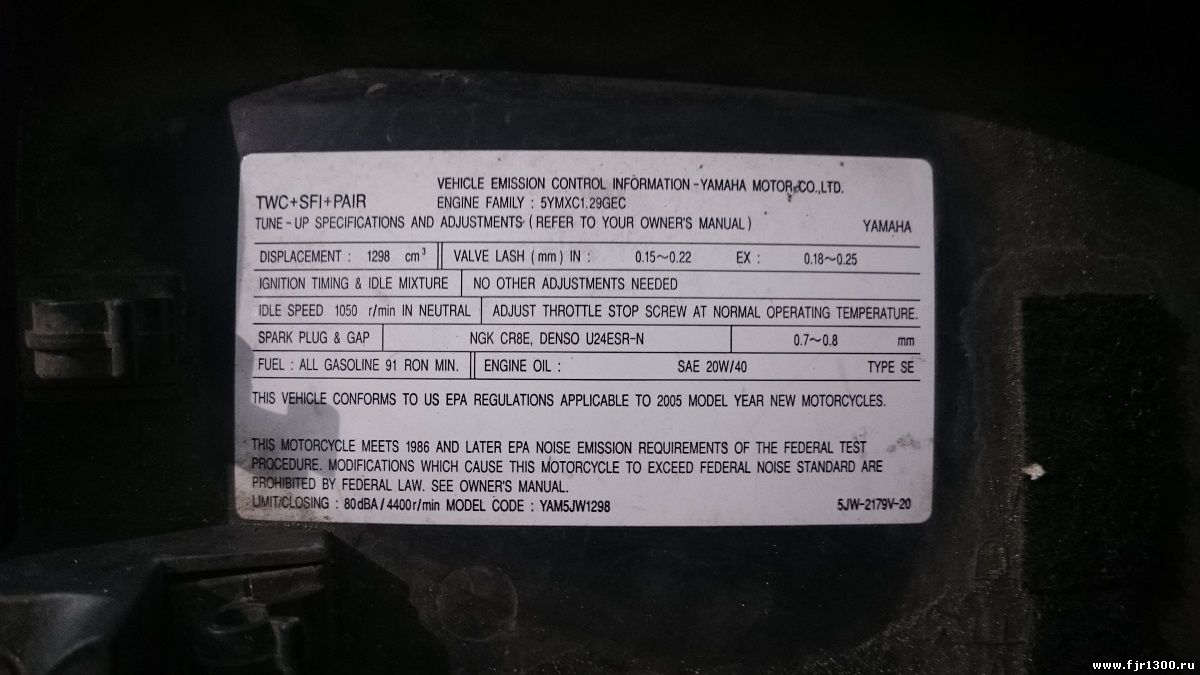 VEHICLE EMISSION CONTROL INFORMATION-YAMAHA MOTOR CO.,LTD.
TWC+SFI+PAIR ENGINE FAMILY : 5YMXC1.29GEC
TUNE-UP SPECIFICATIONS AND ADJUSTMENTS (REFER TO YOUR OWNER'S MANUAL) YAMAHA
DISPLACEMENT : 1298 cm³ VALVE LASH (mm) IN : 0.15~0.22 EX : 0.18~0.25
IGNITION TIMING & IDLE MIXTURE NO OTHER ADJUSTMENTS NEEDED
IDLE SPEED 1050 r/min IN NEUTRAL ADJUST THROTTLE STOP SCREW AT NORMAL OPERATING TEMPERATURE.
SPARK PLUG & GAP NGK CR8E, DENSO U24ESR-N 0.7~0.8 mm
FUEL : ALL GASOLINE 91 RON MIN. ENGINE OIL : SAE 20W/40 TYPE SE
THIS VEHICLE CONFORMS TO US EPA REGULATIONS APPLICABLE TO 2005 MODEL YEAR NEW MOTORCYCLES.
THIS MOTORCYCLE MEETS 1986 AND LATER EPA NOISE EMISSION REQUIREMENTS OF THE FEDERAL TEST
PROCEDURE. MODIFICATIONS WHICH CAUSE THIS MOTORCYCLE TO EXCEED FEDERAL NOISE STANDARD ARE
PROHIBITED BY FEDERAL LAW. SEE OWNER'S MANUAL.
LIMIT/CLOSING : 80dBA/4400r/min MODEL CODE : YAM5JW1298 5JW-2179V-20
www.fjr1300.ru